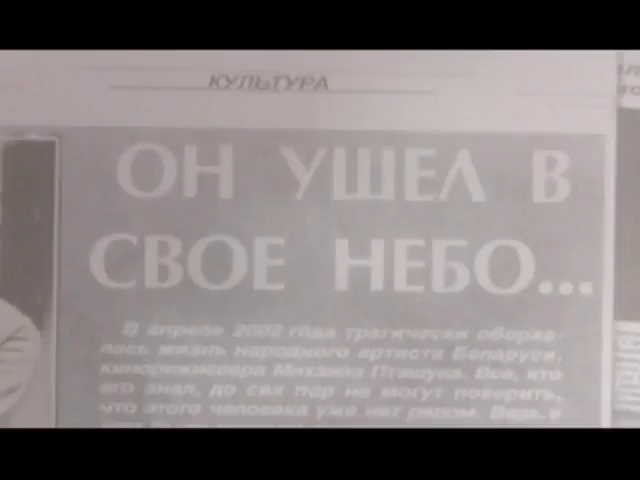 КУЛЬТУРА
ОН УШЕЛ В
СВОЕ НЕБО...
В апреле 2002 года трагически оборва-
лась жизнь народного артиста Беларуси,
кинорежиссера Михаила Пташука. Все, кто
его знал, до сих пор не могут поверить,
что этого человека уже нет рядом. Ведь в